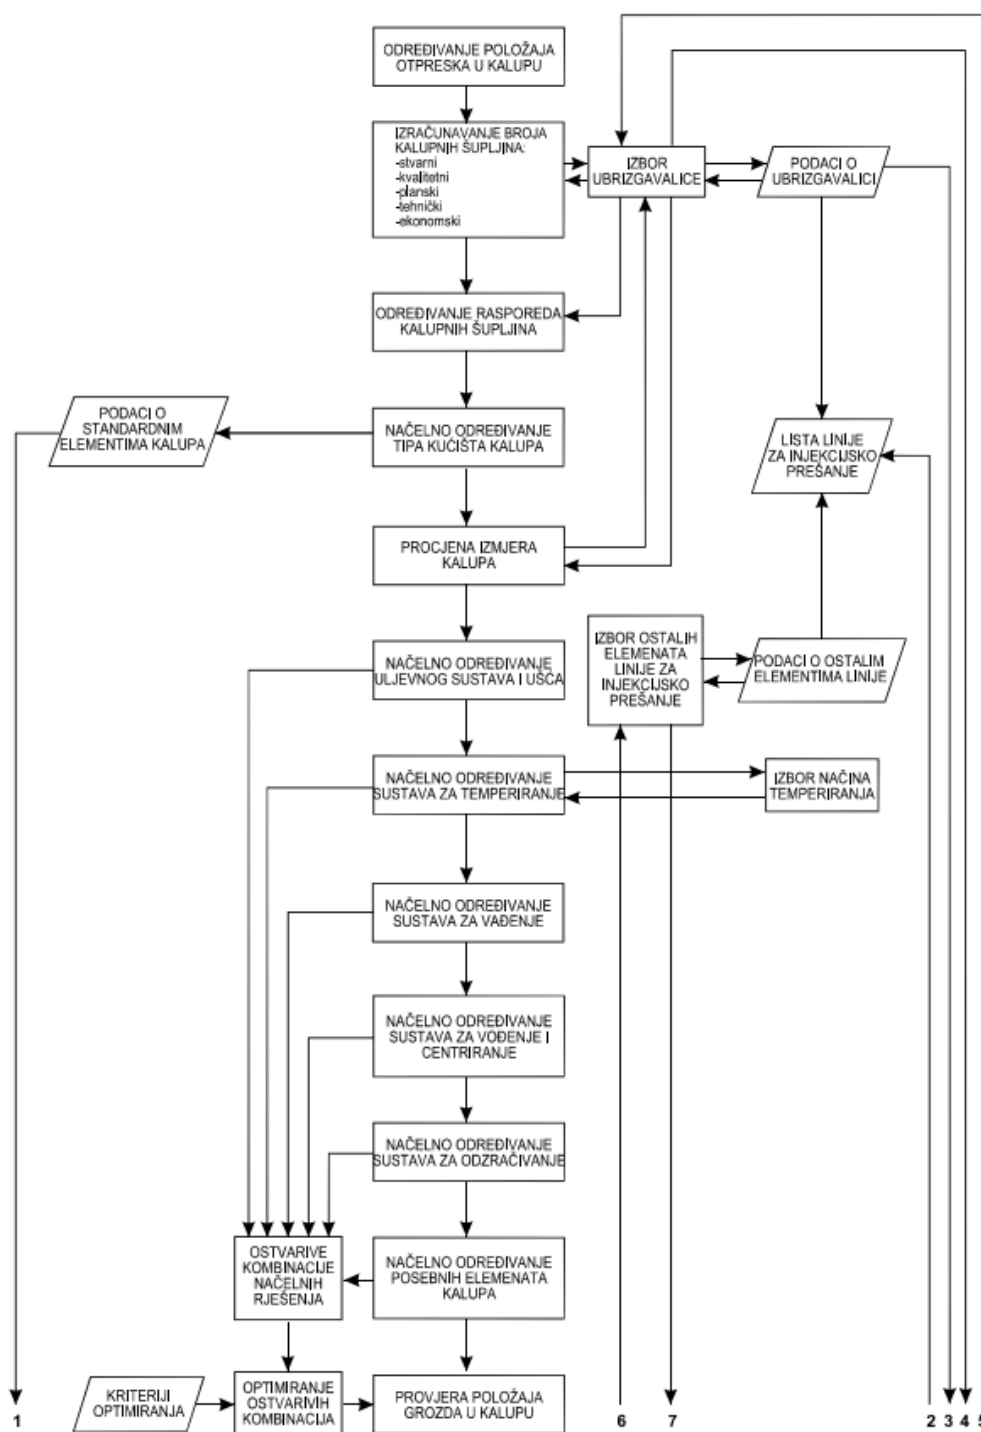 ODREĐIVANJE POLOŽAJA
OTPRESKA U KALUPU
IZRAČUNAVANJE BROJA
KALUPNIH ŠUPLJINA:
-stvarni
-kvalitetni
-planski
-tehnički
-ekonomski
IZBOR
UBRIZGAVALICE
PODACI O
UBRIZGAVALICI
ODREĐIVANJE RASPOREDA
KALUPNIH ŠUPLJINA
PODACI O
STANDARDNIM
ELEMENTIMA KALUPA
NAČELNO ODREĐIVANJE
TIPA KUĆIŠTA KALUPA
LISTA LINIJE
ZA INJEKCIJSKO
PREŠANJE
PROCJENA IZMJERA
KALUPA
NAČELNO ODREĐIVANJE
ULJEVNOG SUSTAVA I UŠĆA
IZBOR OSTALIH
ELEMENATA
LINIJE ZA
INJEKCIJSKO
PREŠANJE
PODACI O OSTALIM
ELEMENTIMA LINIJE
NAČELNO ODREĐIVANJE
SUSTAVA ZA TEMPERIRANJE
IZBOR NAČINA
TEMPERIRANJA
NAČELNO ODREĐIVANJE
SUSTAVA ZA VAĐENJE
NAČELNO ODREĐIVANJE
SUSTAVA ZA VOĐENJE I
CENTRIRANJE
NAČELNO ODREĐIVANJE
SUSTAVA ZA ODZRAČIVANJE
OSTVARIVE
KOMBINACIJE
NAČELNIH
RJEŠENJA
NAČELNO ODREĐIVANJE
POSEBNIH ELEMENATA
KALUPA
KRITERIJI
OPTIMIRANJA
OPTIMIRANJE
OSTVARIVIH
KOMBINACIJA
PROVJERA POLOŽAJA
GROZDA U KALUPU
1 6 7 2 3 4 5